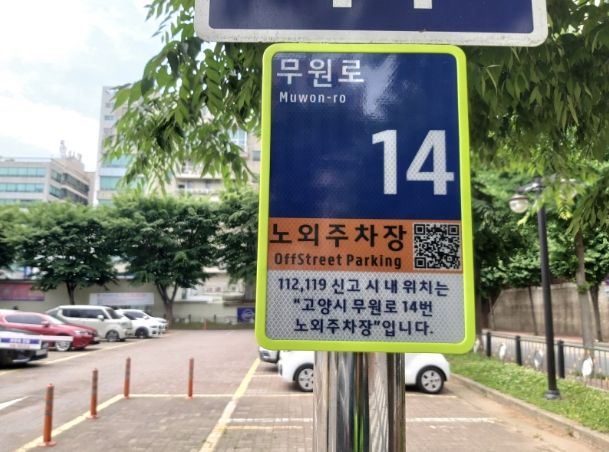 무원로
Muwon-ro
14
노외주차장
OffStreet Parking
112,119 신고 시 내 위치는
"고양시 무원로 14번
노외주차장"입니다.